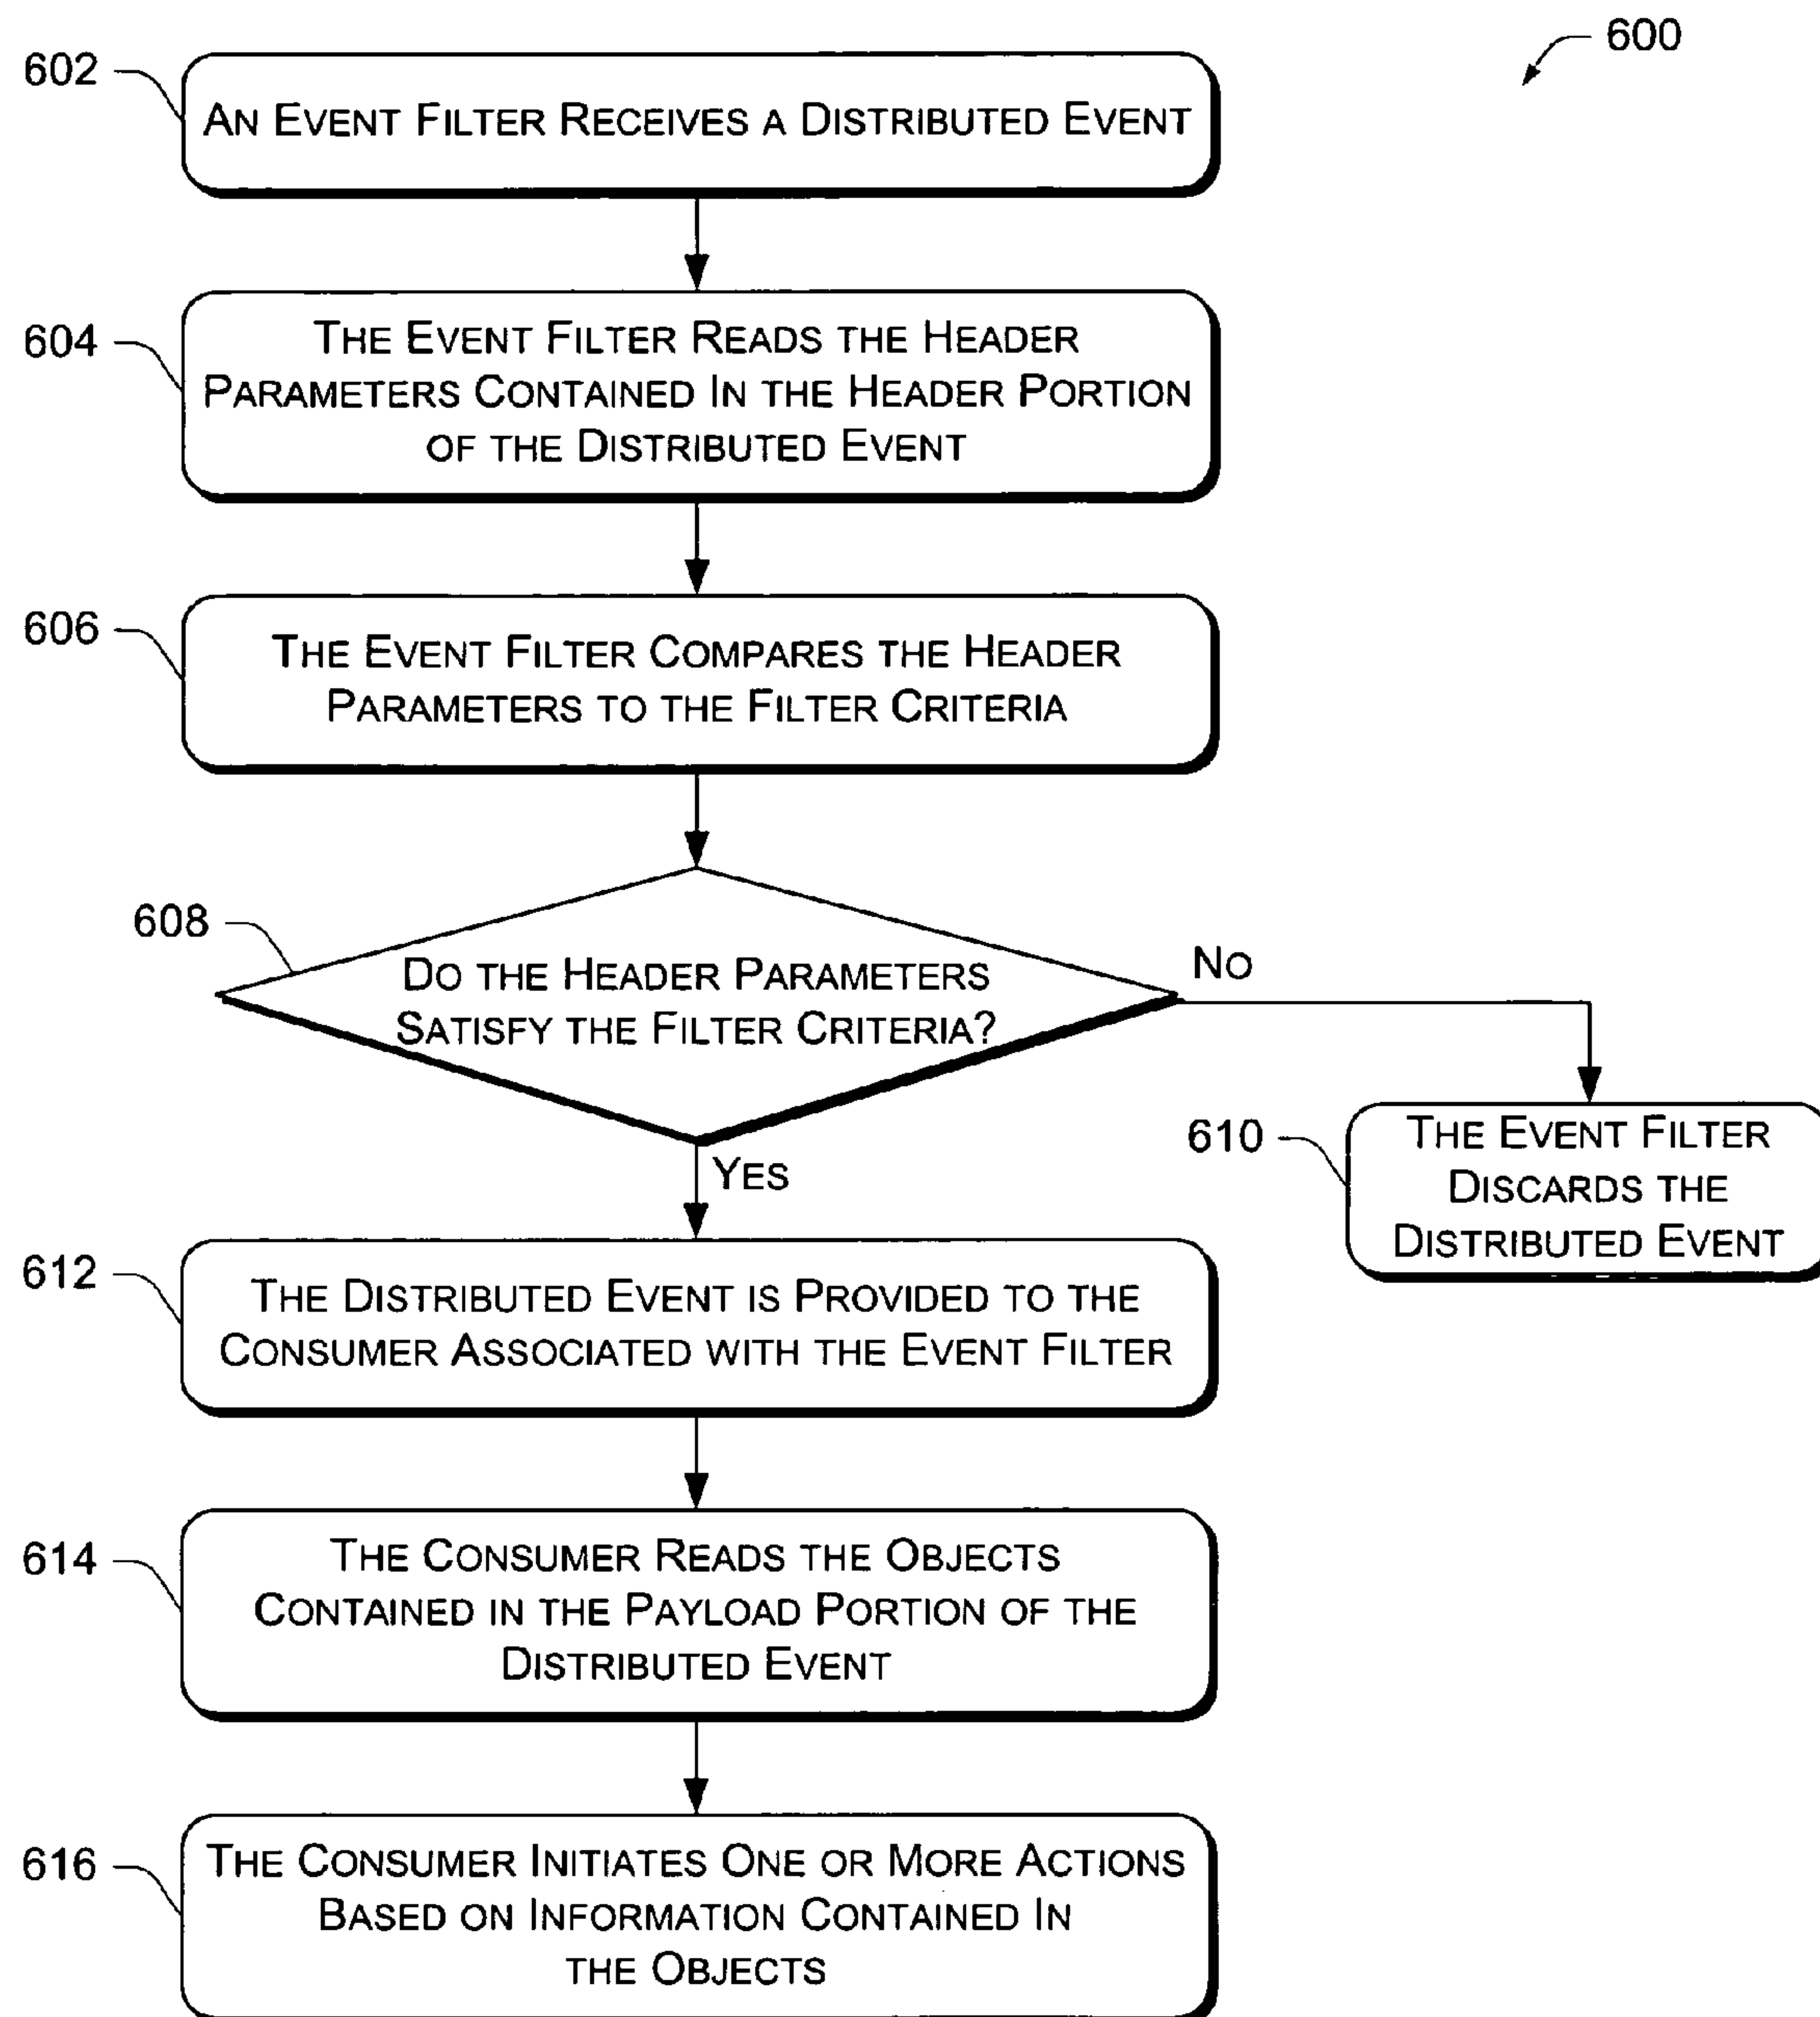 600
602
AN EVENT FILTER RECEIVES A DISTRIBUTED EVENT
604
THE EVENT FILTER READS THE HEADER
PARAMETERS CONTAINED IN THE HEADER PORTION
OF THE DISTRIBUTED EVENT
606
THE EVENT FILTER COMPARES THE HEADER
PARAMETERS TO THE FILTER CRITERIA
608
DO THE HEADER PARAMETERS
SATISFY THE FILTER CRITERIA?
NO
YES
610
THE EVENT FILTER
DISCARDS THE
DISTRIBUTED EVENT
612
THE DISTRIBUTED EVENT IS PROVIDED TO THE
CONSUMER ASSOCIATED WITH THE EVENT FILTER
614
THE CONSUMER READS THE OBJECTS
CONTAINED IN THE PAYLOAD PORTION OF THE
DISTRIBUTED EVENT
616
THE CONSUMER INITIATES ONE OR MORE ACTIONS
BASED ON INFORMATION CONTAINED IN
THE OBJECTS